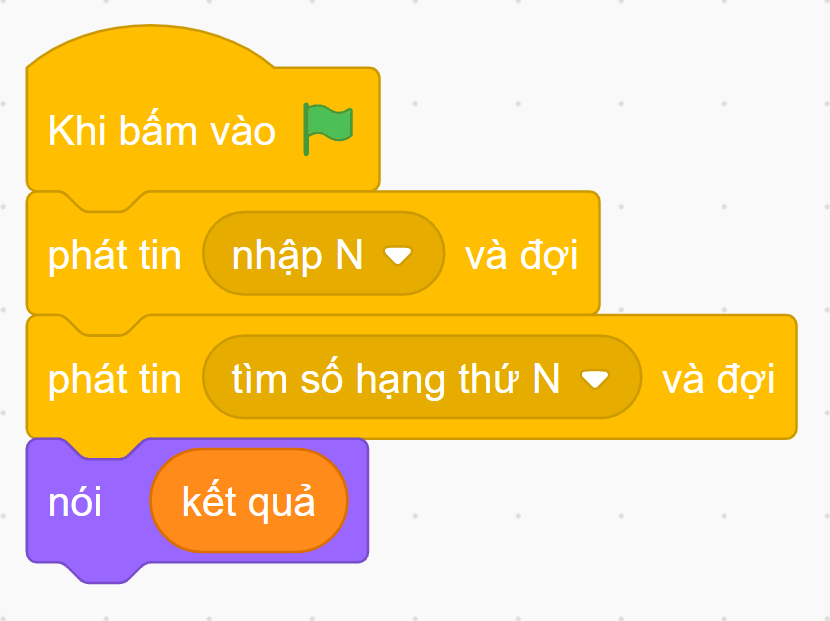 Khi bấm vào
phát tin nhập N và đợi
phát tin tìm số hạng thứ N và đợi
nói kết quả